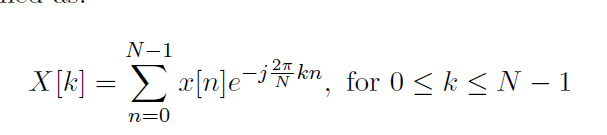 X[k] = \sum_{n=0}^{N-1} x[n]e^{-j\frac{2\pi}{N}kn}, for 0 ≤ k ≤ N − 1